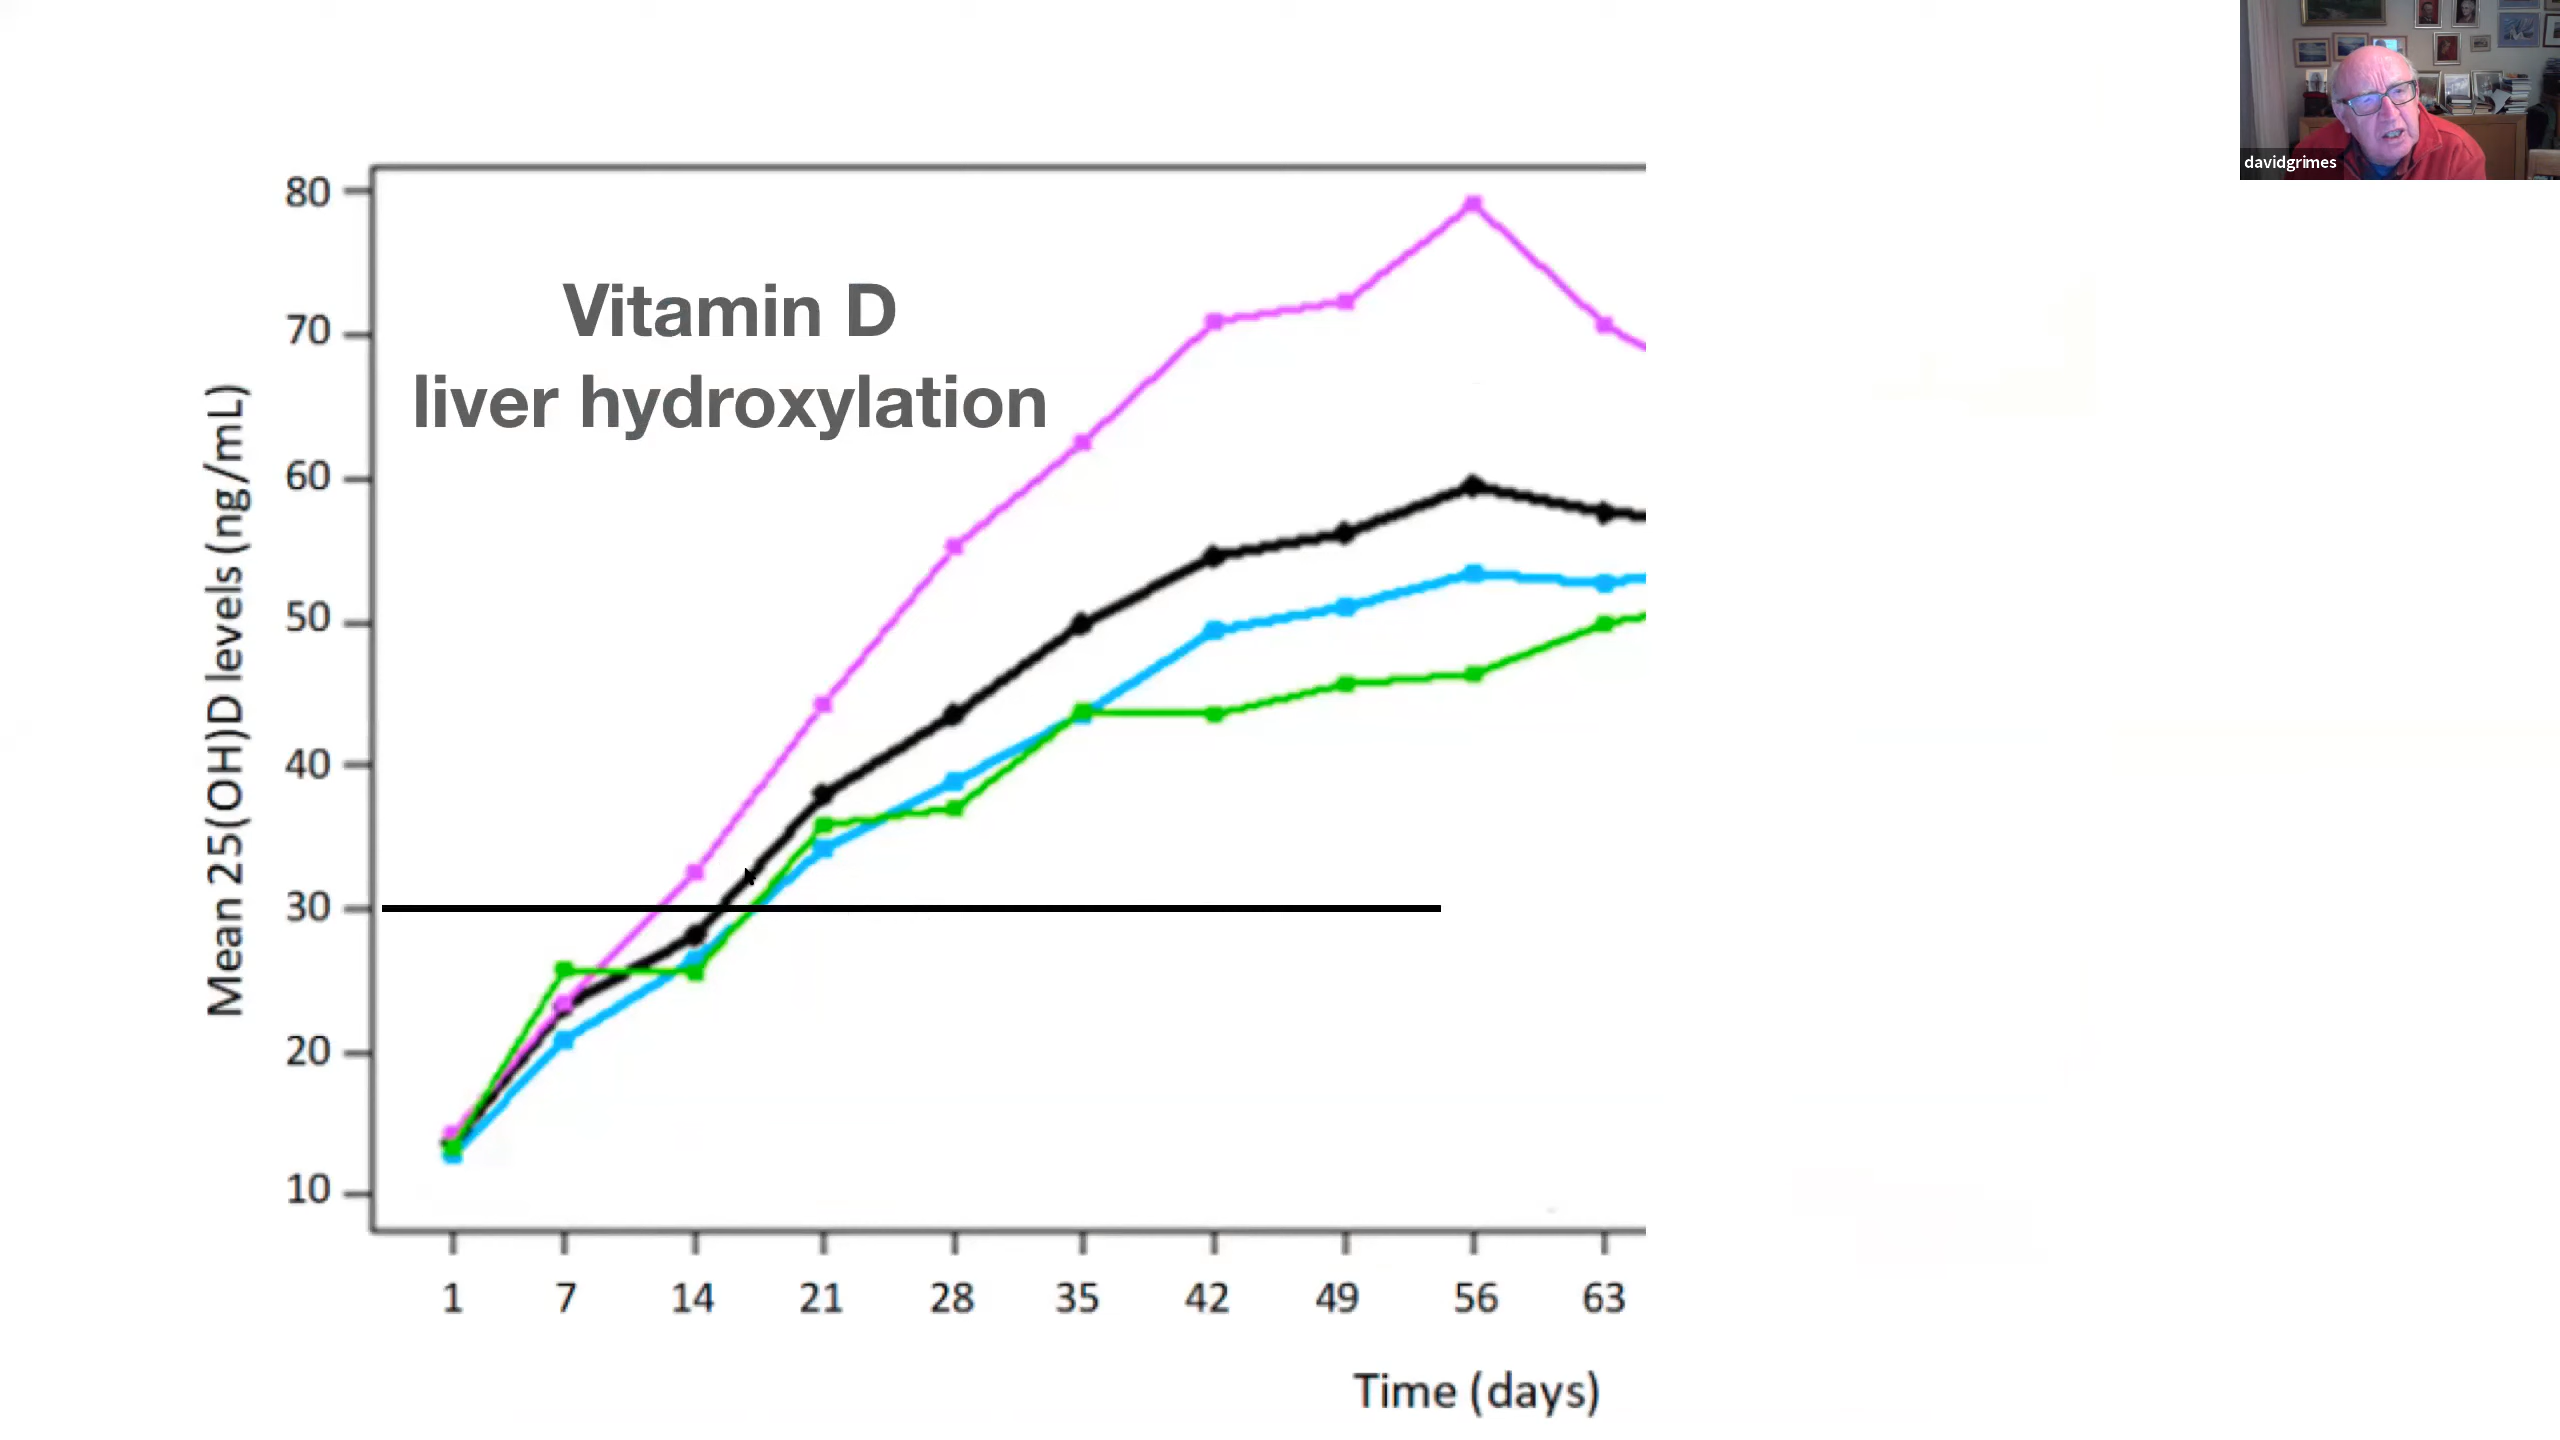 davidgrimes
Vitamin D
liver hydroxylation
Mean 25(OH)D levels (ng/mL)
80
70
60
50
40
30
20
10
1 7 14 21 28 35 42 49 56 63
Time (days)